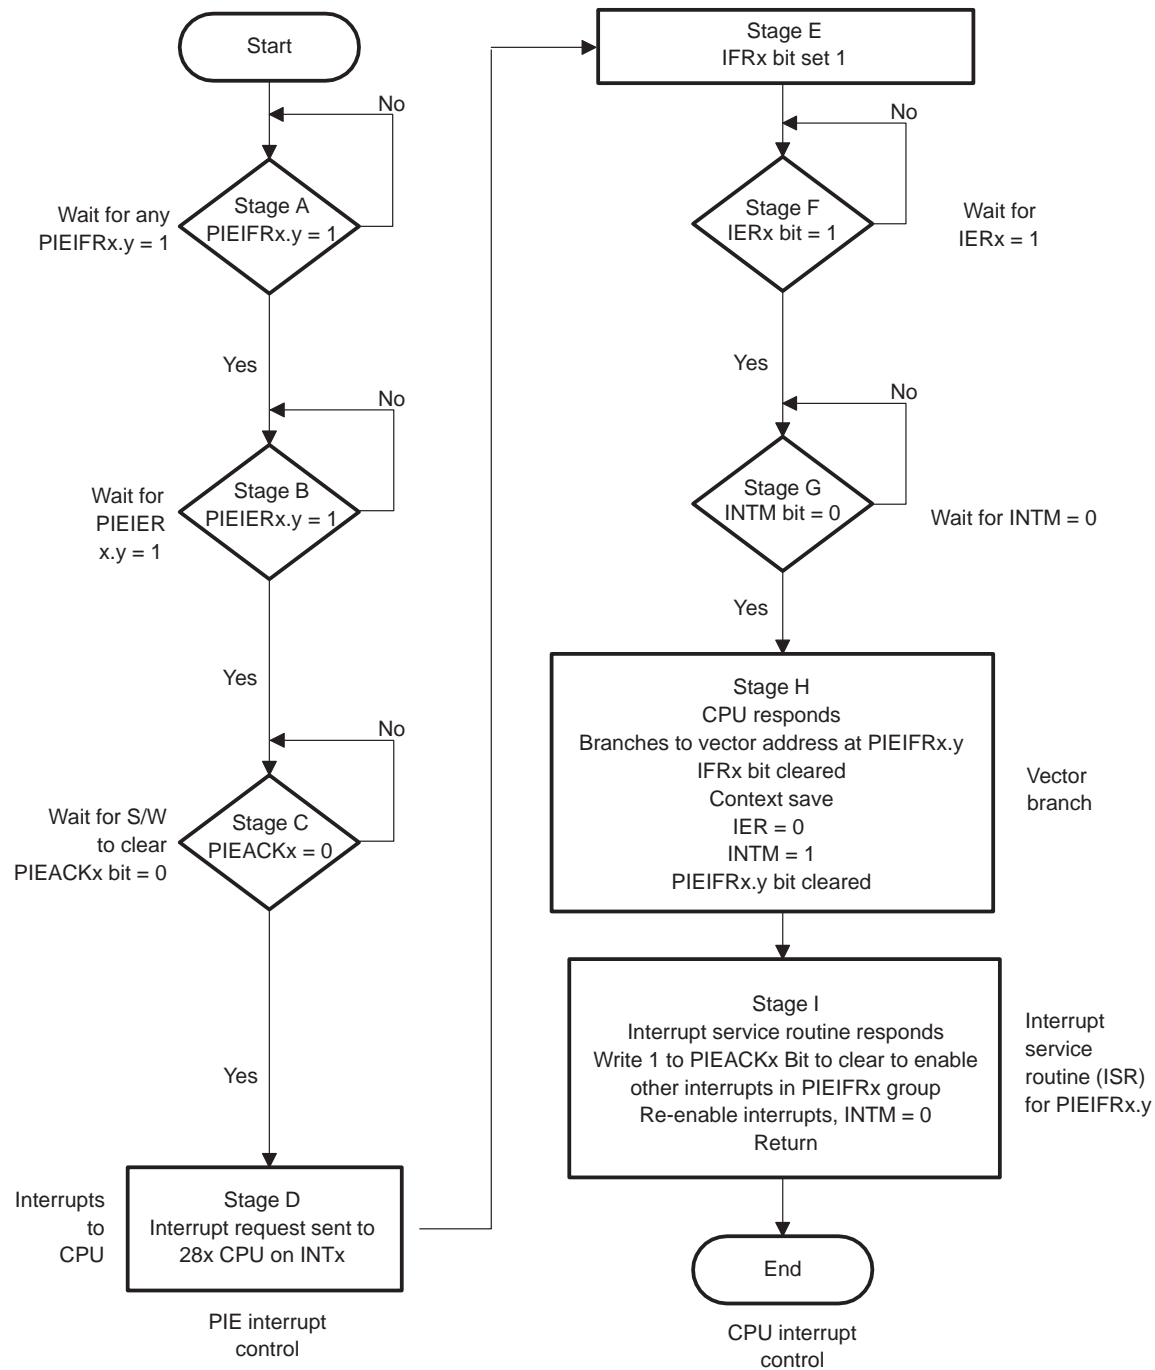 Start
No
Wait for any
PIEIFRx.y = 1
Stage A
PIEIFRx.y = 1
Yes
No
Wait for
PIEIER
x.y = 1
Stage B
PIEIERx.y = 1
Yes
No
Wait for S/W
to clear
PIEACKx bit = 0
Stage C
PIEACKx = 0
Yes
Interrupts
to
CPU
Stage D
Interrupt request sent to
28x CPU on INTx
PIE interrupt
control
Stage E
IFRx bit set 1
No
Stage F
IERx bit = 1
Wait for
IERx = 1
Yes
No
Stage G
INTM bit = 0
Wait for INTM = 0
Yes
Stage H
CPU responds
Branches to vector address at PIEIFRx.y
IFRx bit cleared
Context save
IER = 0
INTM = 1
PIEIFRx.y bit cleared
Vector
branch
Stage I
Interrupt service routine responds
Write 1 to PIEACKx Bit to clear to enable
other interrupts in PIEIFRx group
Re-enable interrupts, INTM = 0
Return
Interrupt
service
routine (ISR)
for PIEIFRx.y
End
CPU interrupt
control